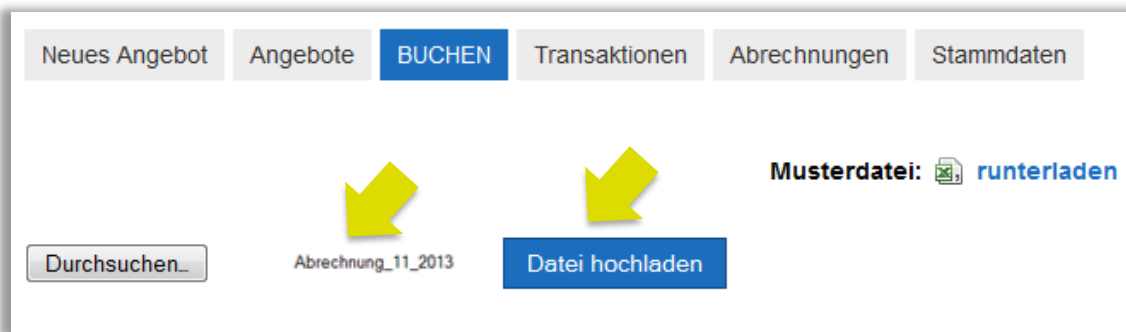 Neues Angebot Angebote BUCHEN Transaktionen Abrechnungen Stammdaten
Musterdatei: runterladen
Durchsuchen… Abrechnung_11_2013 Datei hochladen